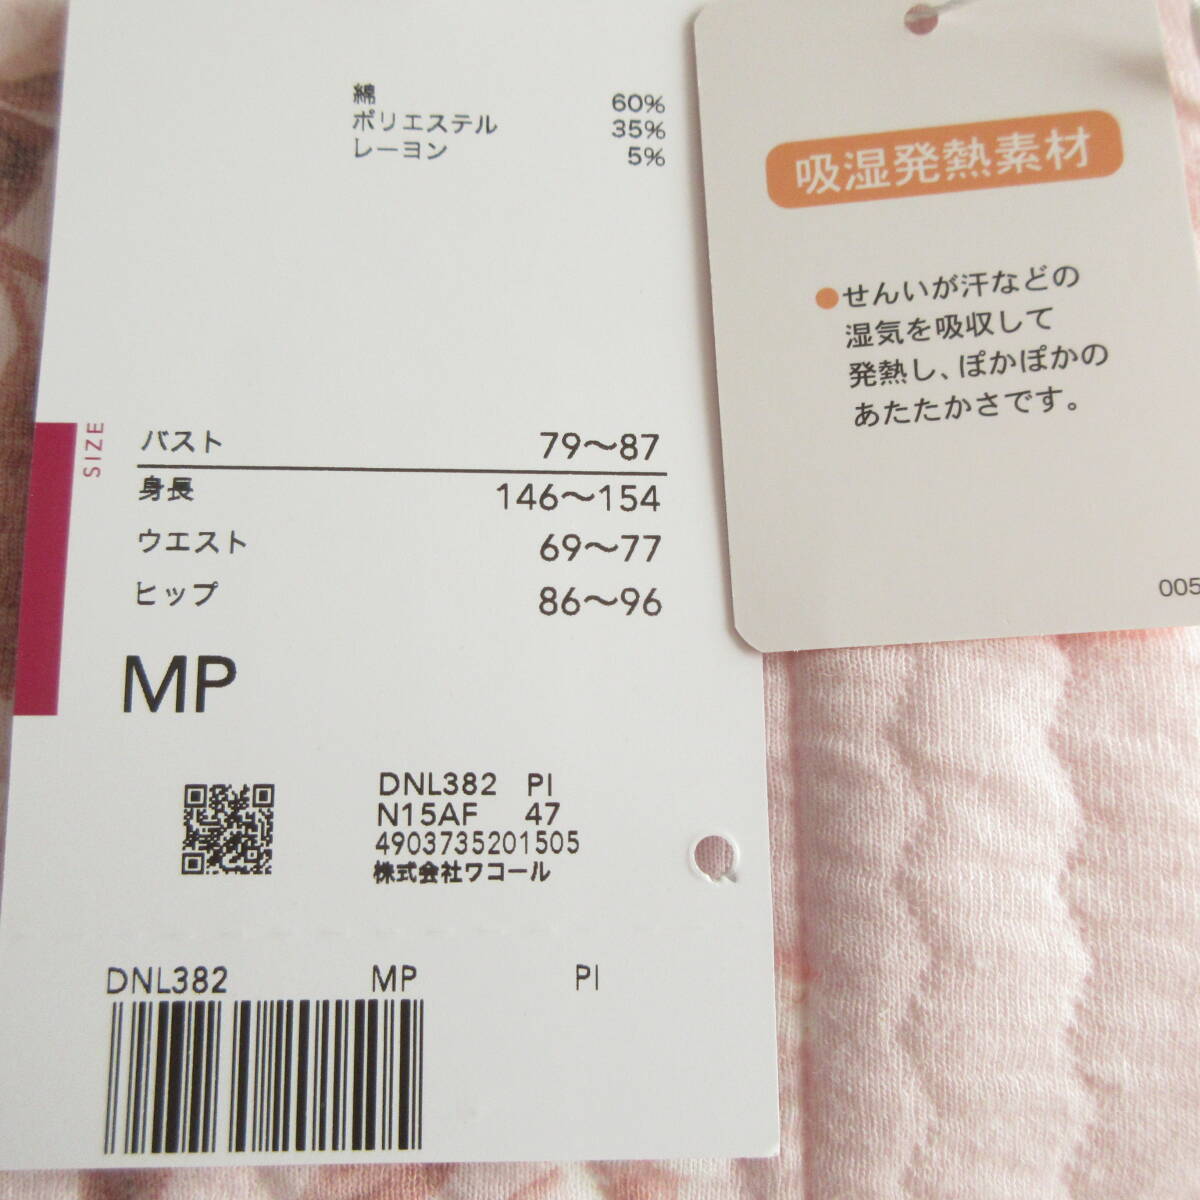 綿 60%
ポリエステル 35%
レーヨン 5%
SIZE
バスト 79〜87
身長 146〜154
ウエスト 69〜77
ヒップ 86〜96
MP
DNL382 PI
N15AF 47
4903735201505
株式会社ワコール
DNL382 MP PI
吸湿発熱素材
●せんいが汗などの
湿気を吸収して
発熱し、ぽかぽかの
あたたかさです。
005